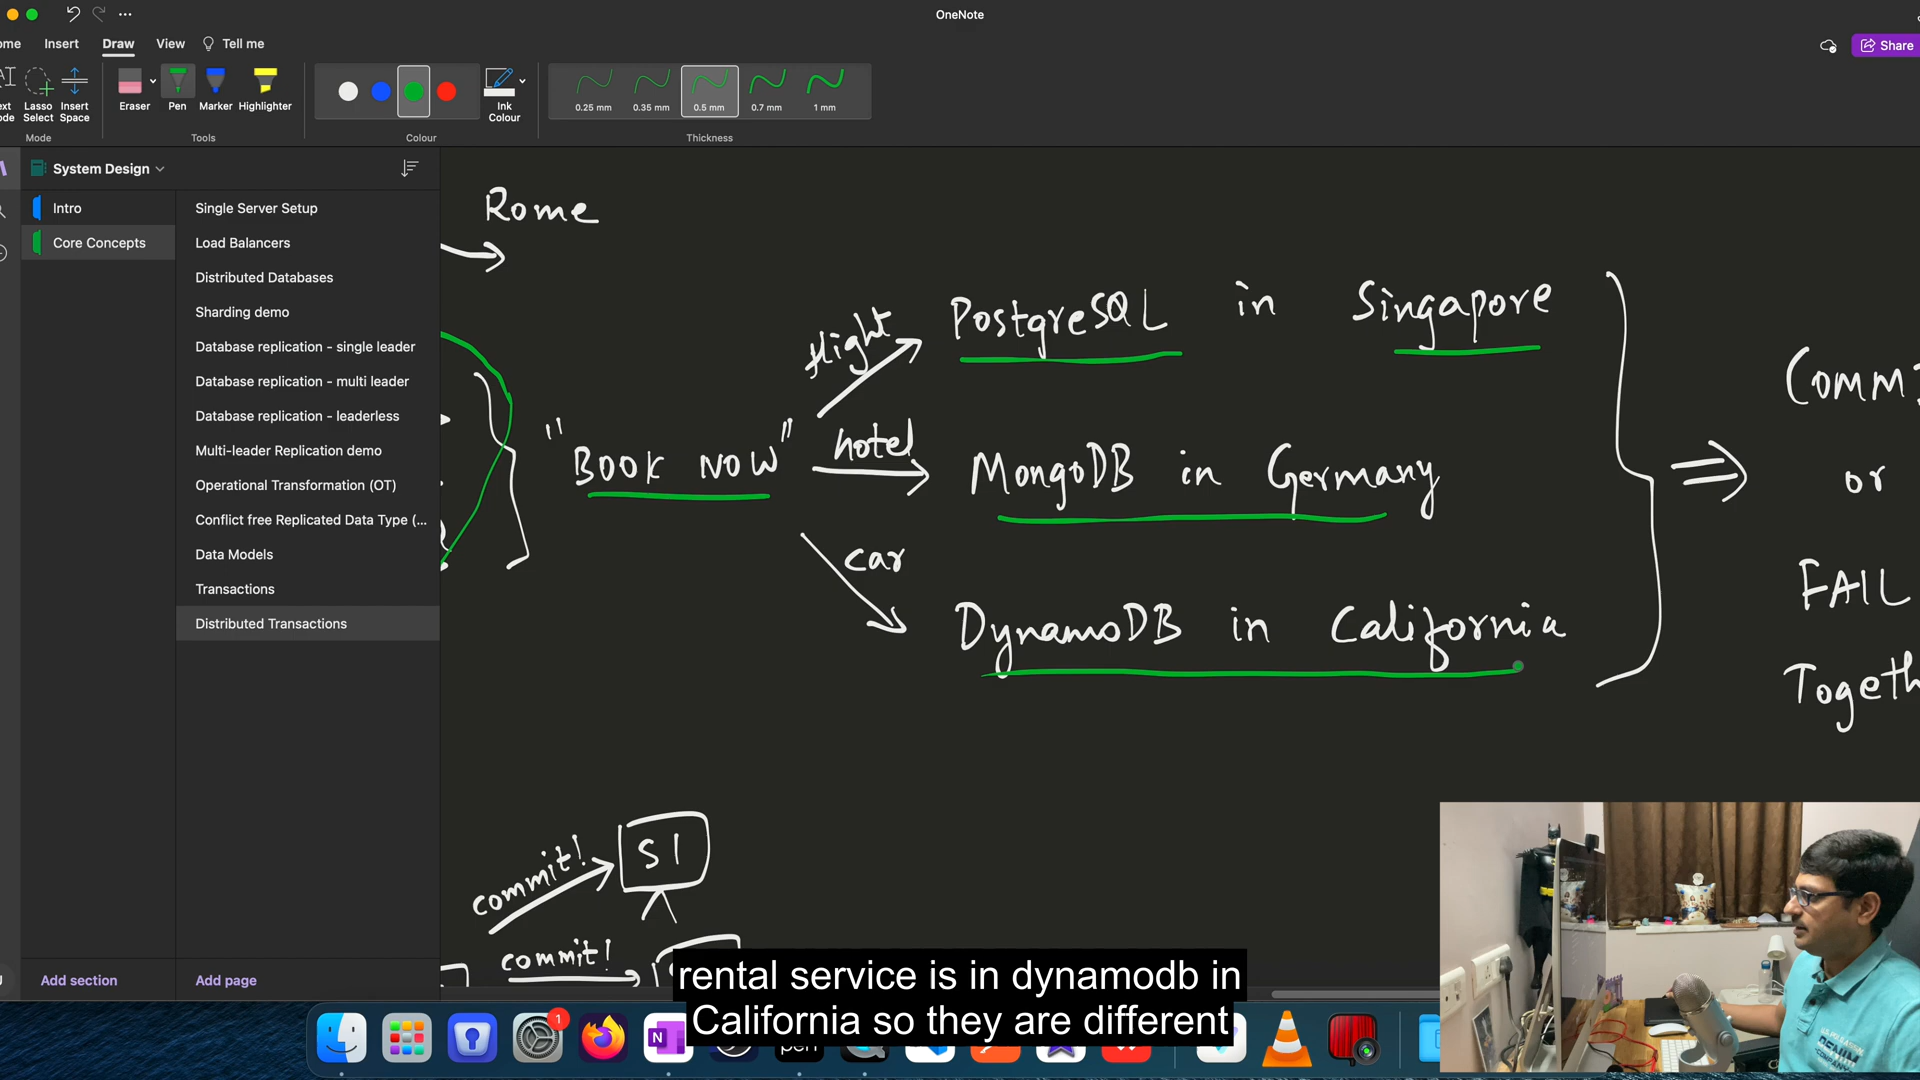 OneNote
ome Insert Draw View Tell me
Share
Eraser Pen Marker Highlighter
Lasso Select
Insert Space
Ink Colour
0.25 mm 0.35 mm 0.5 mm 0.7 mm 1 mm
Mode Tools Colour Thickness
System Design
Intro
Core Concepts
Single Server Setup
Load Balancers
Distributed Databases
Sharding demo
Database replication - single leader
Database replication - multi leader
Database replication - leaderless
Multi-leader Replication demo
Operational Transformation (OT)
Conflict free Replicated Data Type (...
Data Models
Transactions
Distributed Transactions
Add section Add page
Rome
flight PostgreSQL in Singapore
"BOOK NOW" hotel MongoDB in Germany
car DynamoDB in California
COMMI
or
FAIL
Togeth
commit! S1
commit!
rental service is in dynamodb in
California so they are different
1
DENIM